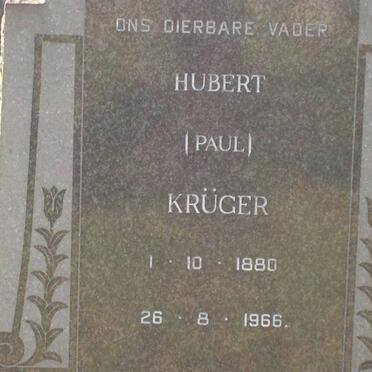 ONS DIERBARE VADER
HUBERT
(PAUL)
KRÜGER
1 · 10 · 1880
26 · 8 · 1966.